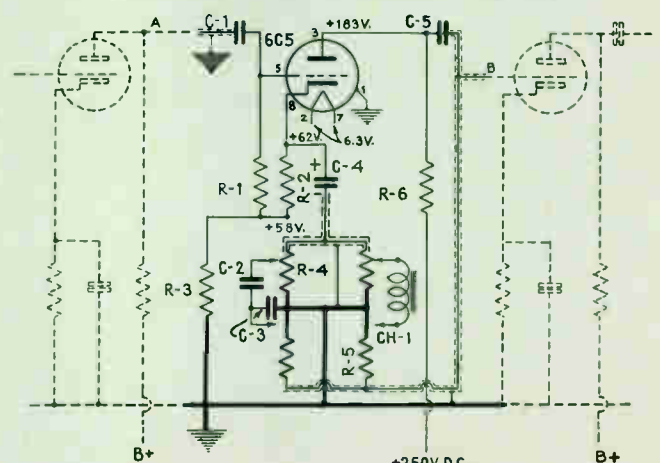 A
C-1
+183V.
C-5
6C5
3
5
8
1
B
2
7
+62V.
6.3V.
+
C-4
R-1
R-2
R-6
+58V.
C-2
R-4
R-3
C-3
CH-1
R-5
B+
+250V.D.C.
B+